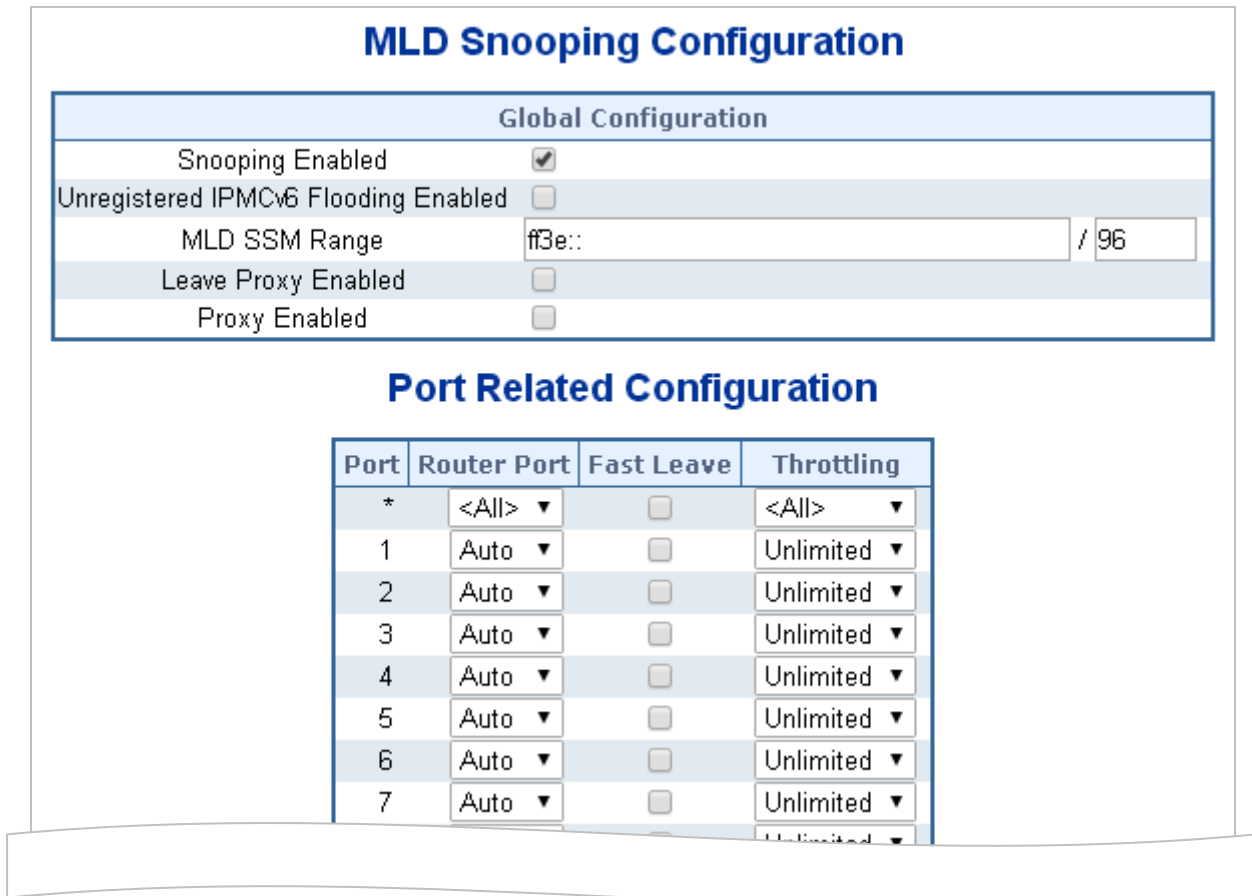 MLD Snooping Configuration
Global Configuration
Snooping Enabled
Unregistered IPMCv6 Flooding Enabled
MLD SSM Range ff3e:: / 96
Leave Proxy Enabled
Proxy Enabled
Port Related Configuration
Port Router Port Fast Leave Throttling
* <All> <All>
1 Auto Unlimited
2 Auto Unlimited
3 Auto Unlimited
4 Auto Unlimited
5 Auto Unlimited
6 Auto Unlimited
7 Auto Unlimited